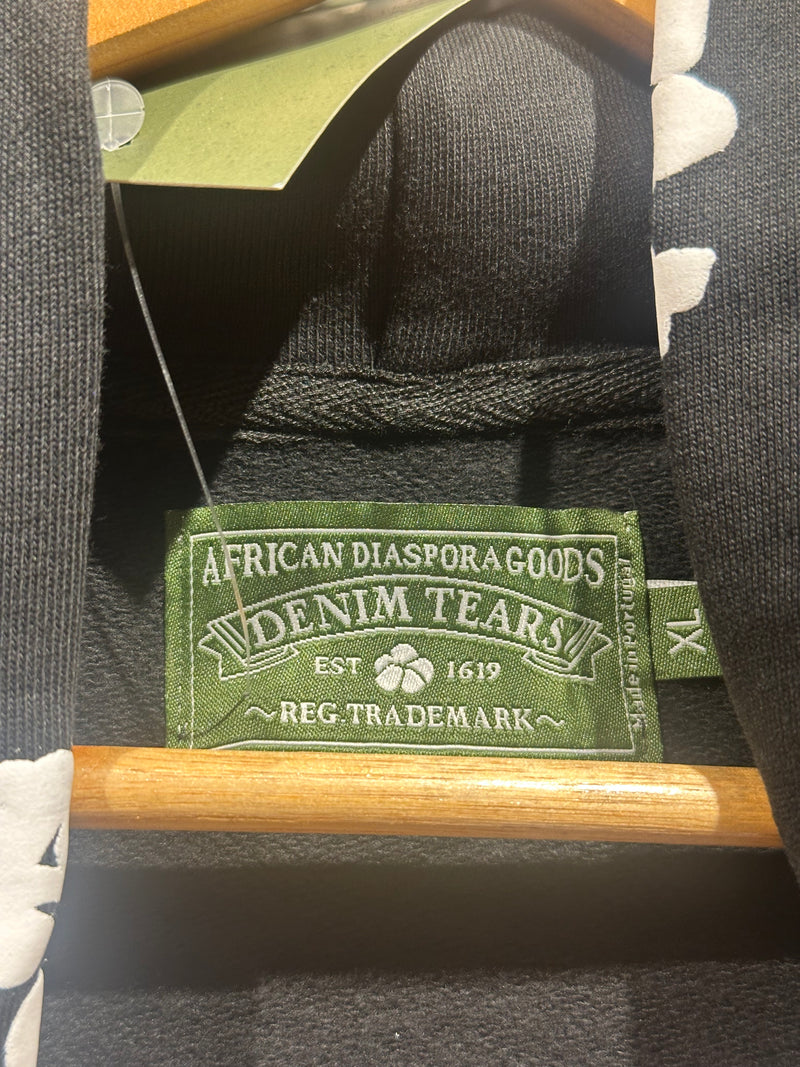 AFRICAN DIASPORA GOODS
DENIM TEARS
EST 1619
~REG. TRADEMARK~
Made in Portugal
XL